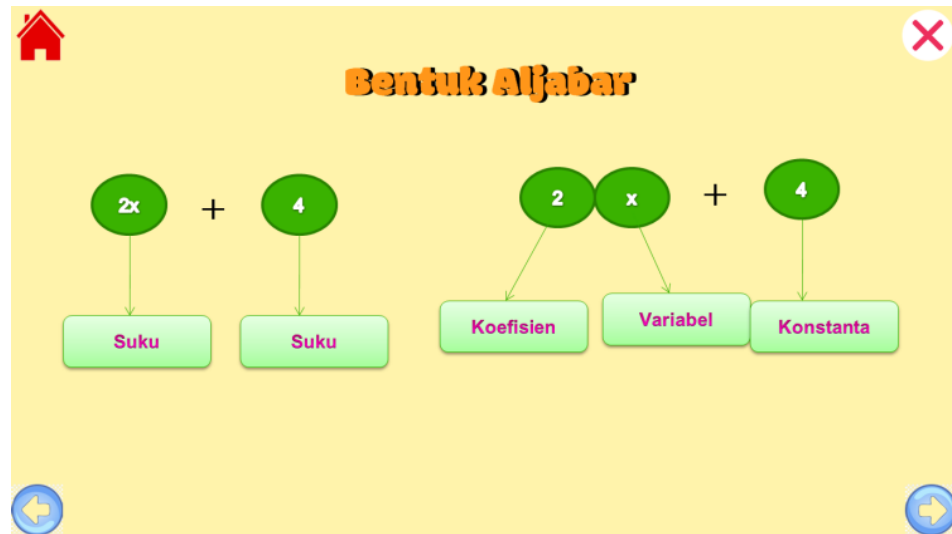 Bentuk Aljabar
2x + 4
2 x + 4
Suku
Suku
Koefisien
Variabel
Konstanta